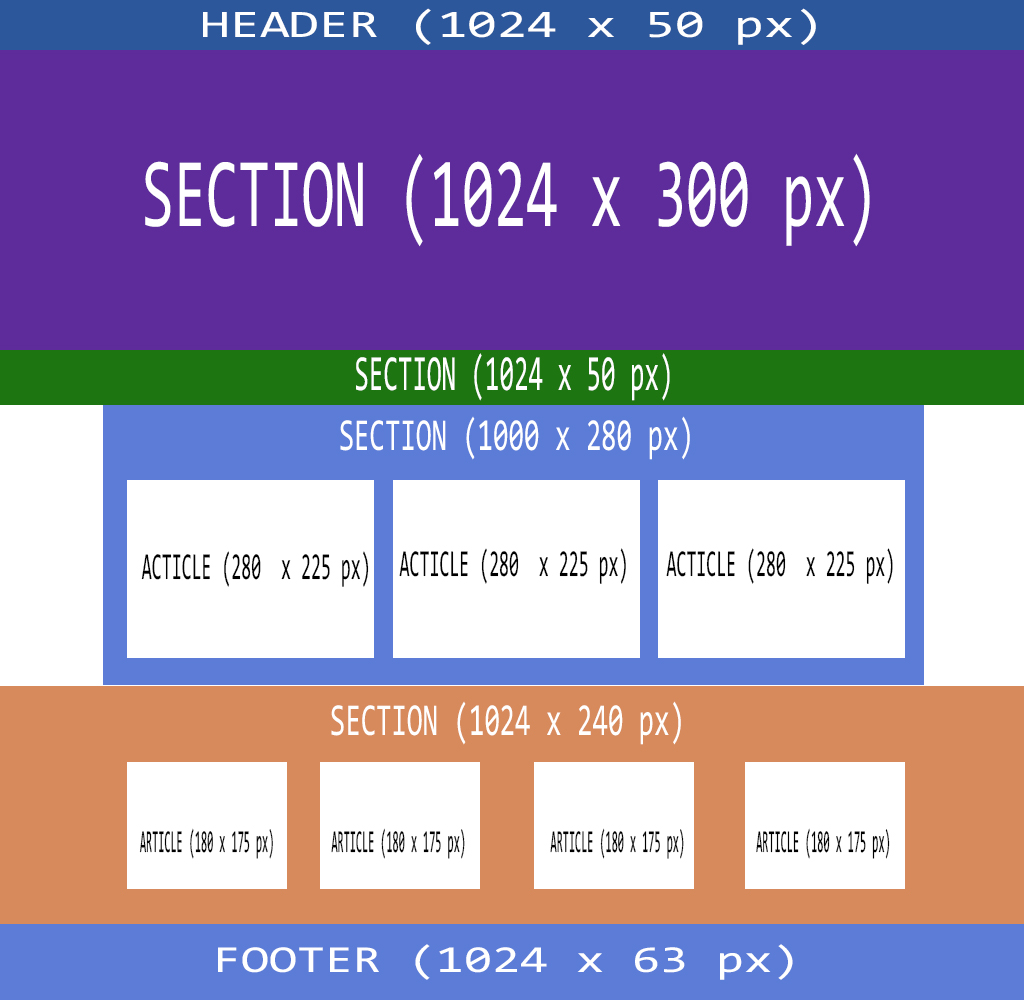 HEADER (1024 x 50 px)
SECTION (1024 x 300 px)
SECTION (1024 x 50 px)
SECTION (1000 x 280 px)
ACTICLE (280  x 225 px)
ACTICLE (280  x 225 px)
ACTICLE (280  x 225 px)
SECTION (1024 x 240 px)
ARTICLE (180 x 175 px)
ARTICLE (180 x 175 px)
ARTICLE (180 x 175 px)
ARTICLE (180 x 175 px)
FOOTER (1024 x 63 px)